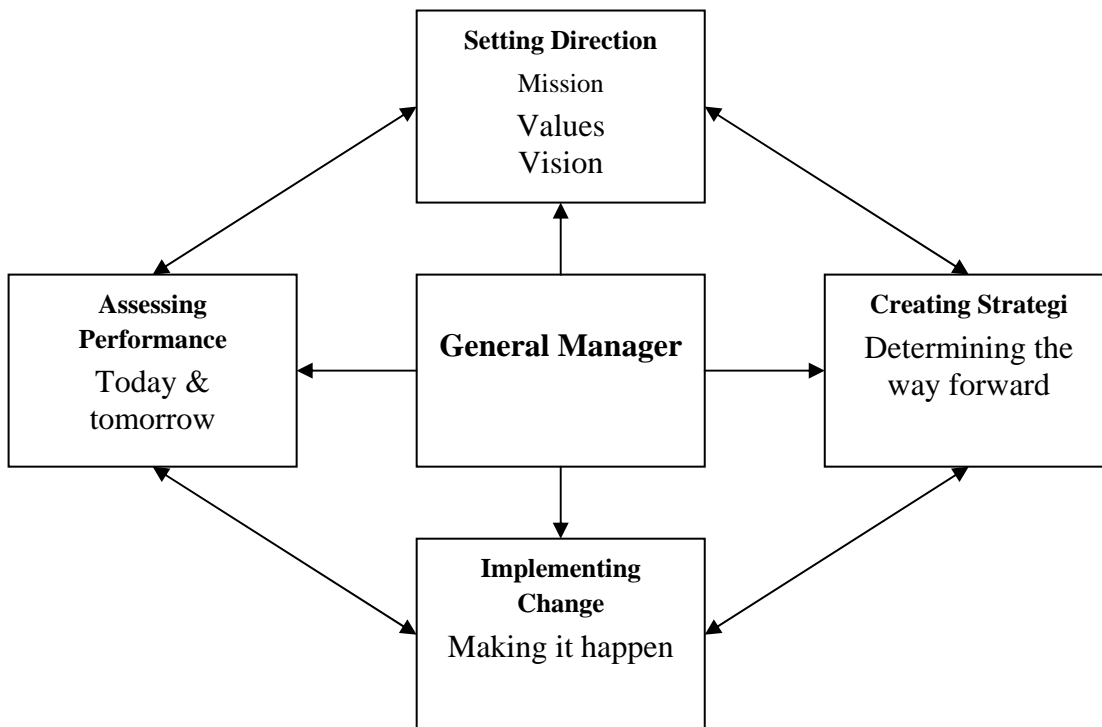 Setting Direction
Mission
Values
Vision
Assessing
Performance
Today &
tomorrow
General Manager
Creating Strategi
Determining the
way forward
Implementing
Change
Making it happen